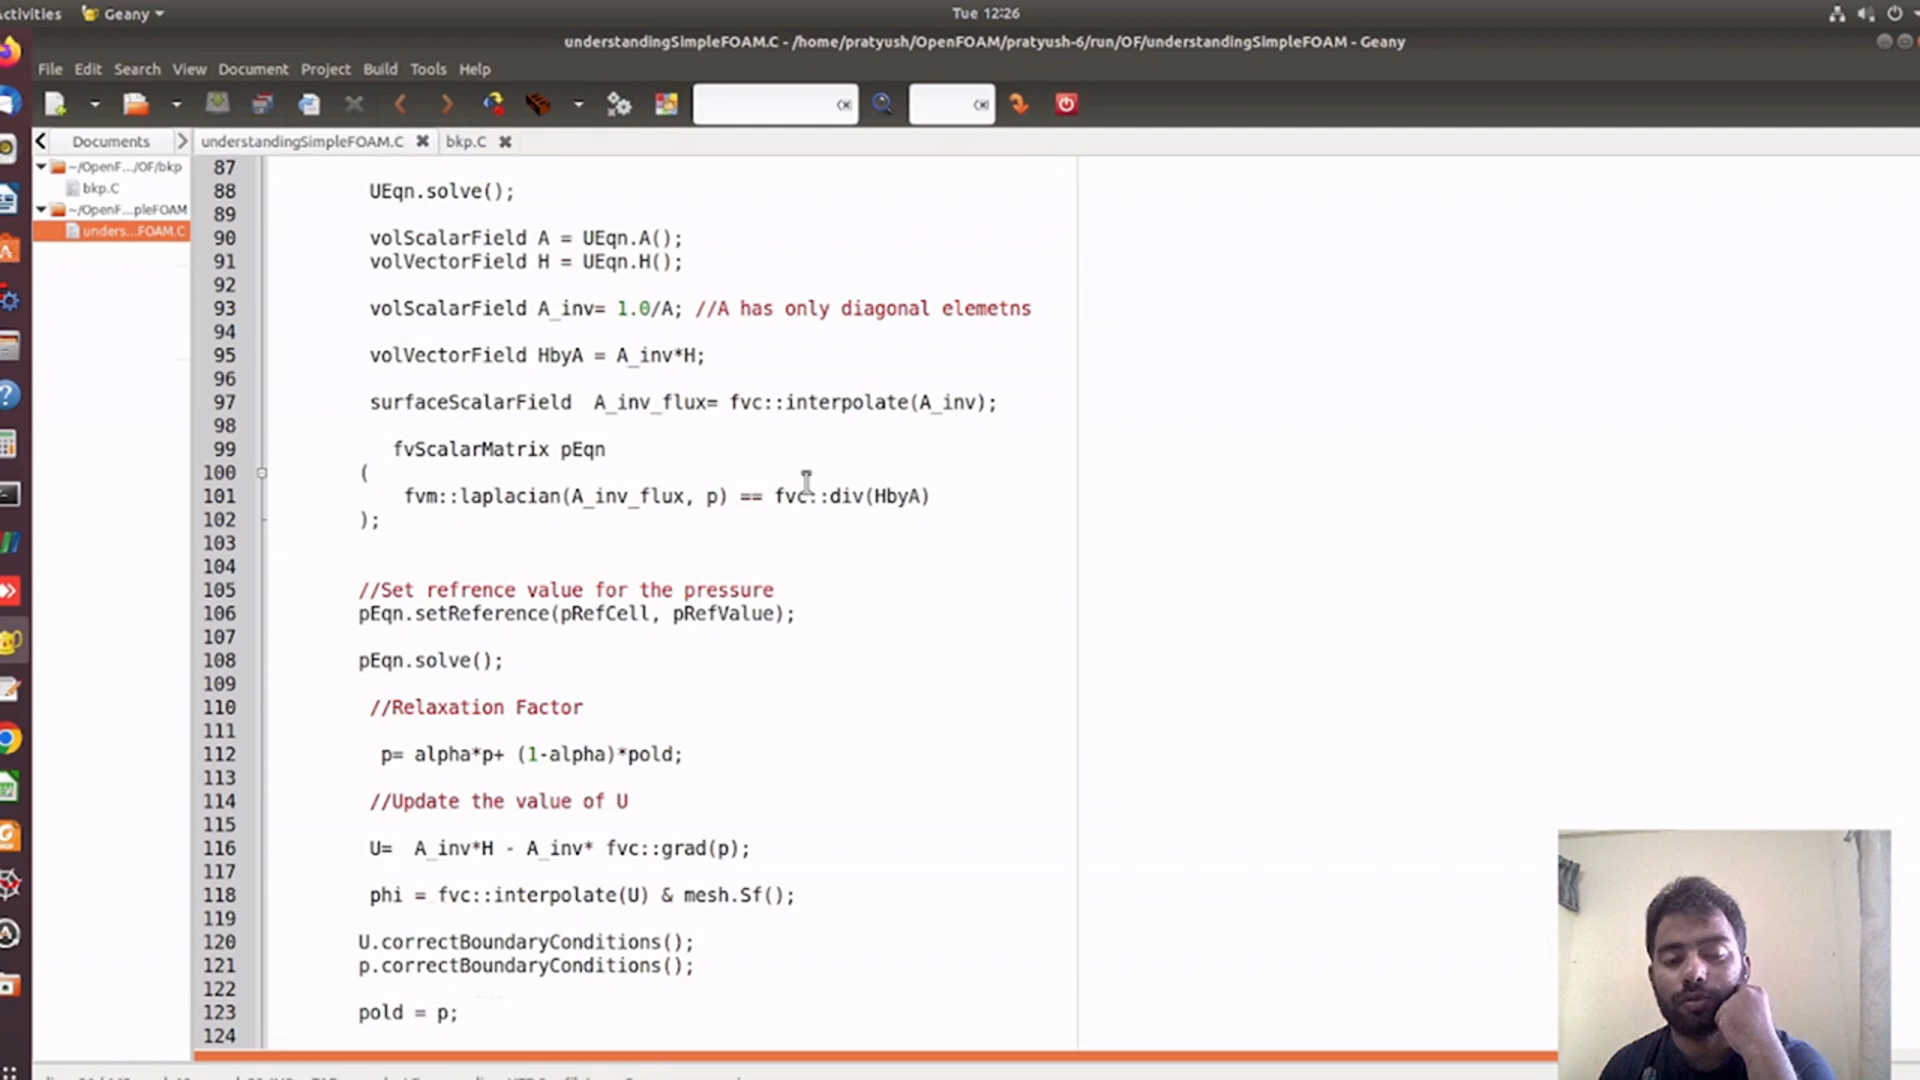 Activities
Geany
Tue 12:26
understandingSimpleFOAM.C - /home/pratyush/OpenFOAM/pratyush-6/run/OF/understandingSimpleFOAM - Geany
File Edit Search View Document Project Build Tools Help
Documents
understandingSimpleFOAM.C
bkp.C
~/OpenF.../OF/bkp
bkp.C
~/OpenF...pleFOAM
unders...FOAM.C
87
88 UEqn.solve();
89
90 volScalarField A = UEqn.A();
91 volVectorField H = UEqn.H();
92
93 volScalarField A_inv= 1.0/A; //A has only diagonal elemetns
94
95 volVectorField HbyA = A_inv*H;
96
97 surfaceScalarField A_inv_flux= fvc::interpolate(A_inv);
98
99 fvScalarMatrix pEqn
100 (
101 fvm::laplacian(A_inv_flux, p) == fvc::div(HbyA)
102 );
103
104
105 //Set refrence value for the pressure
106 pEqn.setReference(pRefCell, pRefValue);
107
108 pEqn.solve();
109
110 //Relaxation Factor
111
112 p= alpha*p+ (1-alpha)*pold;
113
114 //Update the value of U
115
116 U= A_inv*H - A_inv* fvc::grad(p);
117
118 phi = fvc::interpolate(U) & mesh.Sf();
119
120 U.correctBoundaryConditions();
121 p.correctBoundaryConditions();
122
123 pold = p;
124